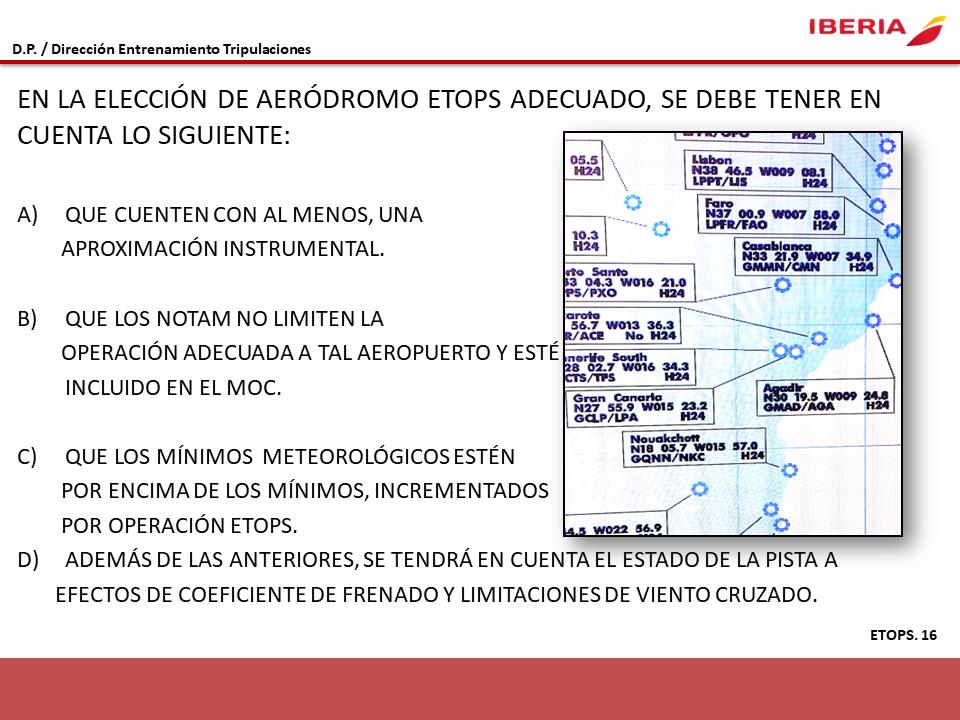 IBERIA
D.P. / Dirección Entrenamiento Tripulaciones
EN LA ELECCIÓN DE AERÓDROMO ETOPS ADECUADO, SE DEBE TENER EN
CUENTA LO SIGUIENTE:
A) QUE CUENTEN CON AL MENOS, UNA
APROXIMACIÓN INSTRUMENTAL.
B) QUE LOS NOTAM NO LIMITEN LA
OPERACIÓN ADECUADA A TAL AEROPUERTO Y ESTÉ
INCLUIDO EN EL MOC.
C) QUE LOS MÍNIMOS METEOROLÓGICOS ESTÉN
POR ENCIMA DE LOS MÍNIMOS, INCREMENTADOS
POR OPERACIÓN ETOPS.
D) ADEMÁS DE LAS ANTERIORES, SE TENDRÁ EN CUENTA EL ESTADO DE LA PISTA A
EFECTOS DE COEFICIENTE DE FRENADO Y LIMITACIONES DE VIENTO CRUZADO.
05.5
H24
Lisbon
N38 46.5 W009 08.1
LPPT/LIS H24
Faro
N37 00.9 W007 58.0
LPFR/FAO H24
10.3
H24
Casablanca
N33 21.9 W007 34.9
GMMN/CMN H24
rto Santo
33 04.3 W016 21.0
PS/PXO H24
arote
56.7 W013 36.3
R/ACE No H24
nerife South
28 02.7 W016 34.3
CTS/TFS H24
Gran Canaria
N27 55.9 W015 23.2
GCLP/LPA H24
Agadir
N30 19.5 W009 24.8
GMAD/AGA H24
Nouakchott
N18 05.7 W015 57.0
GQNN/NKC H24
4.5 W022 56.9
ETOPS. 16